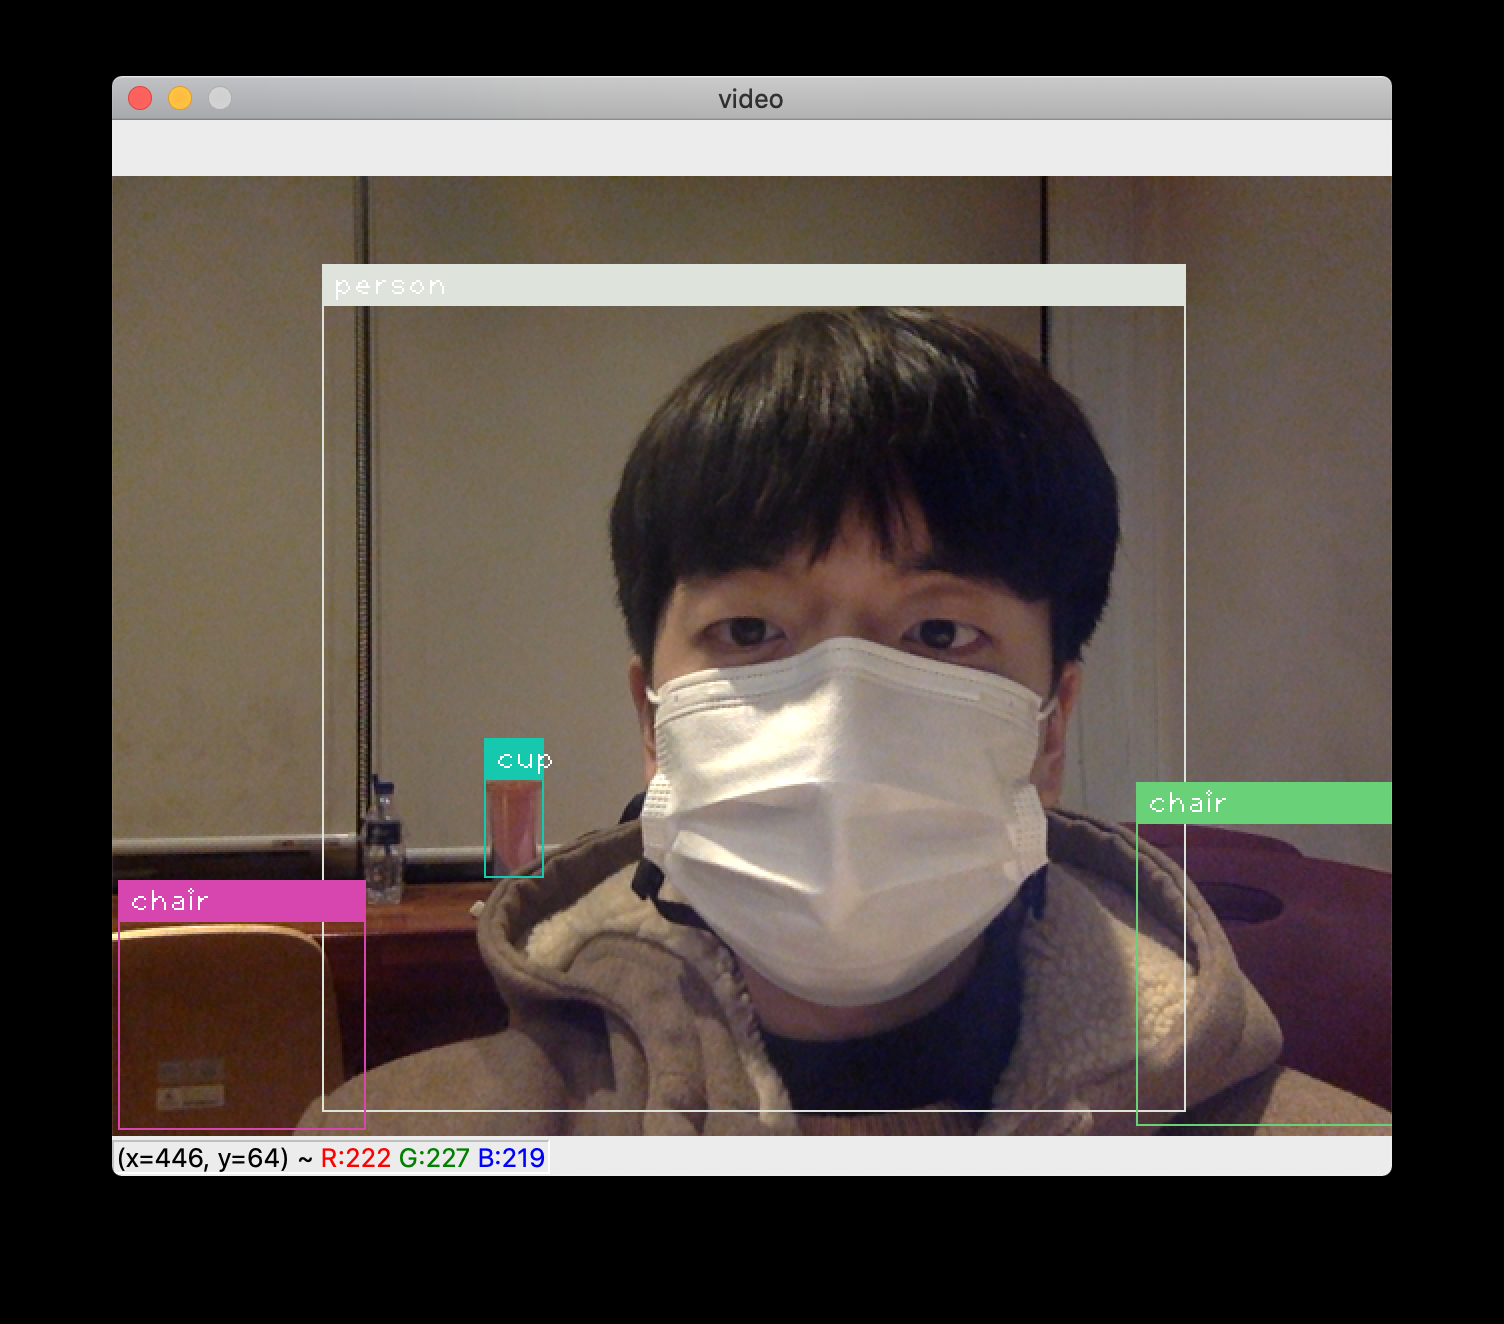 video
person
cup
chair
chair
(x=446, y=64) ~ R:222 G:227 B:219